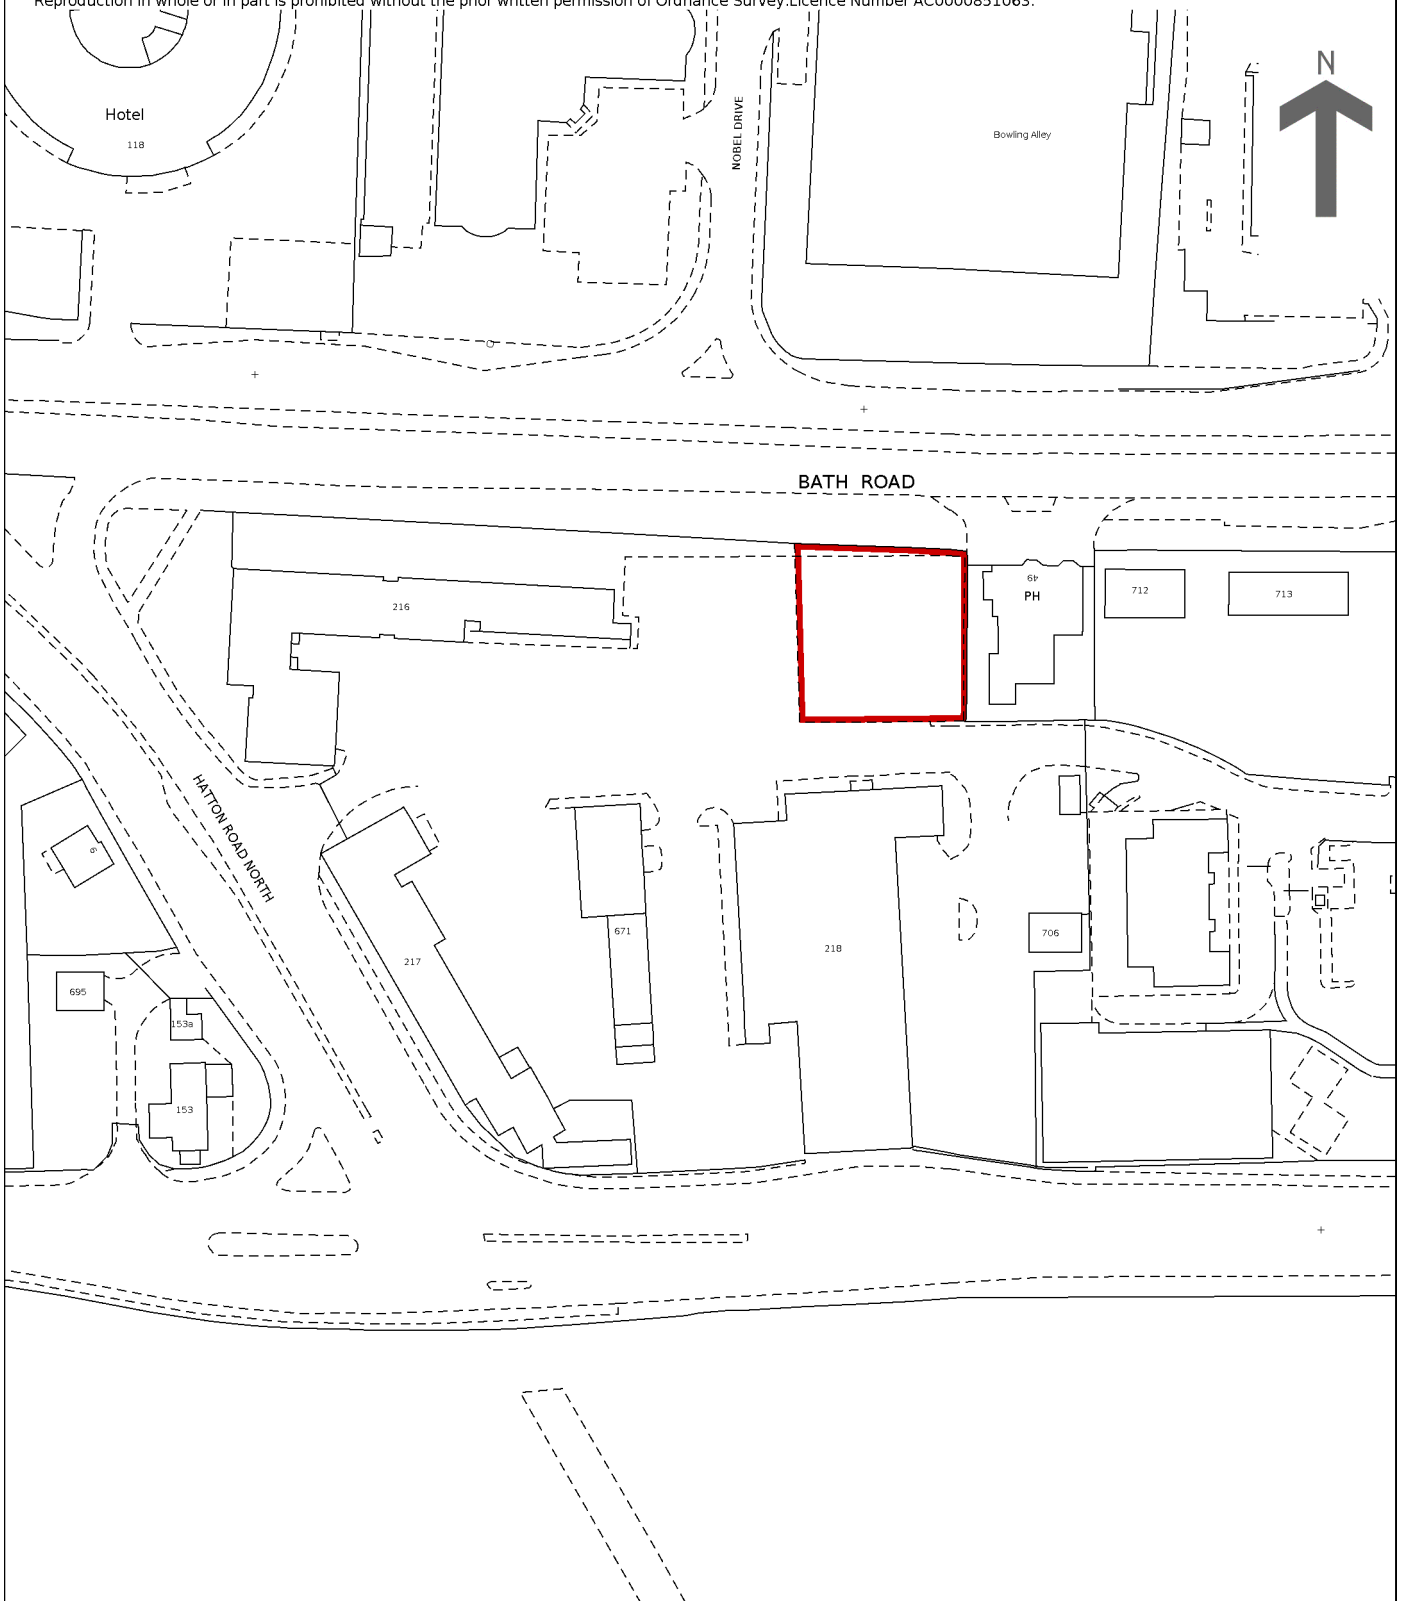 Reproduction in whole or in part is prohibited without the prior written permission of Ordnance Survey.Licence Number AC0000851063.
N
Hotel
118
NOBEL DRIVE
Bowling Alley
BATH ROAD
216
49
PH
712
713
HATTON ROAD NORTH
9
217
671
218
706
695
153a
153